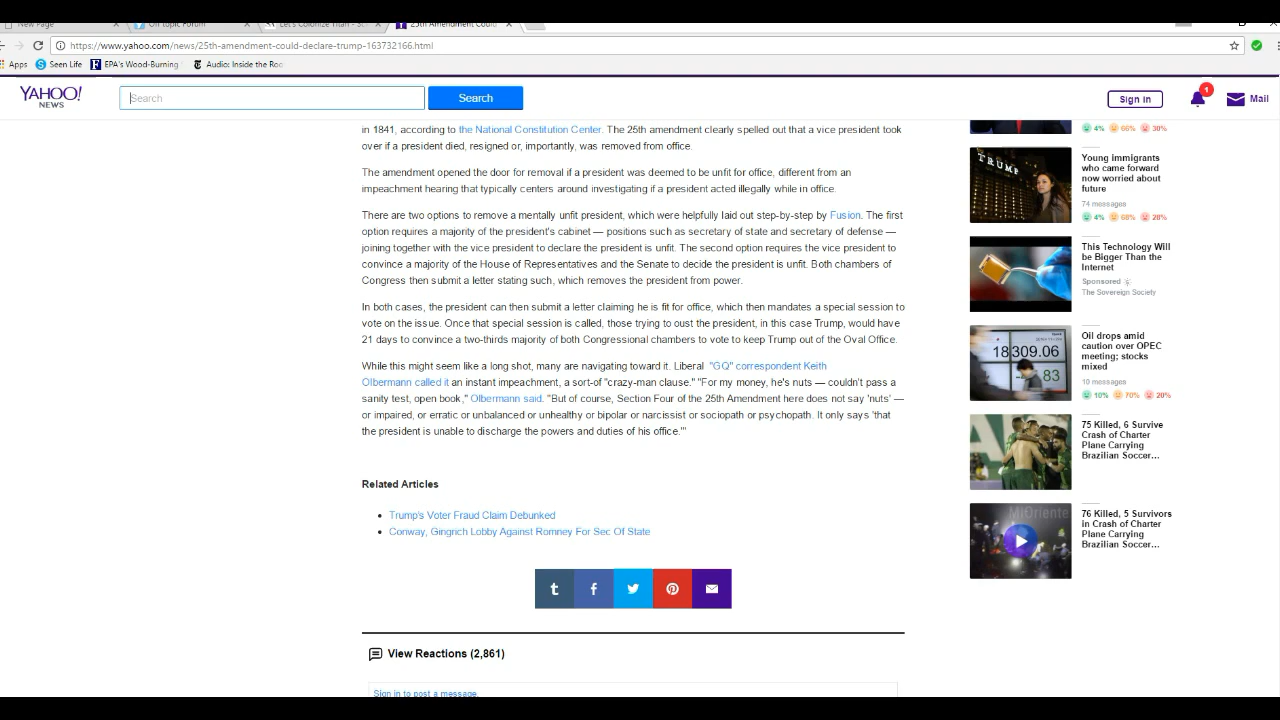 New Page
Off topic Forum
Let's Colonize Titan - Sc
25th Amendment Could
https://www.yahoo.com/news/25th-amendment-could-declare-trump-163732166.html
Apps
Seen Life
EPA's Wood-Burning
Audio: Inside the Roo
YAHOO!
NEWS
Search
Search
Sign in
1
Mail
in 1841, according to the National Constitution Center. The 25th amendment clearly spelled out that a vice president took
over if a president died, resigned or, importantly, was removed from office.
The amendment opened the door for removal if a president was deemed to be unfit for office, different from an
impeachment hearing that typically centers around investigating if a president acted illegally while in office.
There are two options to remove a mentally unfit president, which were helpfully laid out step-by-step by Fusion. The first
option requires a majority of the president's cabinet — positions such as secretary of state and secretary of defense —
joining together with the vice president to declare the president is unfit. The second option requires the vice president to
convince a majority of the House of Representatives and the Senate to decide the president is unfit. Both chambers of
Congress then submit a letter stating such, which removes the president from power.
In both cases, the president can then submit a letter claiming he is fit for office, which then mandates a special session to
vote on the issue. Once that special session is called, those trying to oust the president, in this case Trump, would have
21 days to convince a two-thirds majority of both Congressional chambers to vote to keep Trump out of the Oval Office.
While this might seem like a long shot, many are navigating toward it. Liberal "GQ" correspondent Keith
Olbermann called it an instant impeachment, a sort-of "crazy-man clause." "For my money, he's nuts — couldn't pass a
sanity test, open book," Olbermann said. "But of course, Section Four of the 25th Amendment here does not say 'nuts' —
or impaired, or erratic or unbalanced or unhealthy or bipolar or narcissist or sociopath or psychopath. It only says 'that
the president is unable to discharge the powers and duties of his office.'"
Related Articles
Trump's Voter Fraud Claim Debunked
Conway, Gingrich Lobby Against Romney For Sec Of State
View Reactions (2,861)
Sign in to post a message.
4% 66% 30%
TRUMP
Young immigrants
who came forward
now worried about
future
74 messages
4% 68% 28%
This Technology Will
be Bigger Than the
Internet
Sponsored
The Sovereign Society
18309.06
83
Oil drops amid
caution over OPEC
meeting; stocks
mixed
10 messages
10% 70% 20%
75 Killed, 6 Survive
Crash of Charter
Plane Carrying
Brazilian Soccer...
MiOriente
76 Killed, 5 Survivors
in Crash of Charter
Plane Carrying
Brazilian Soccer...